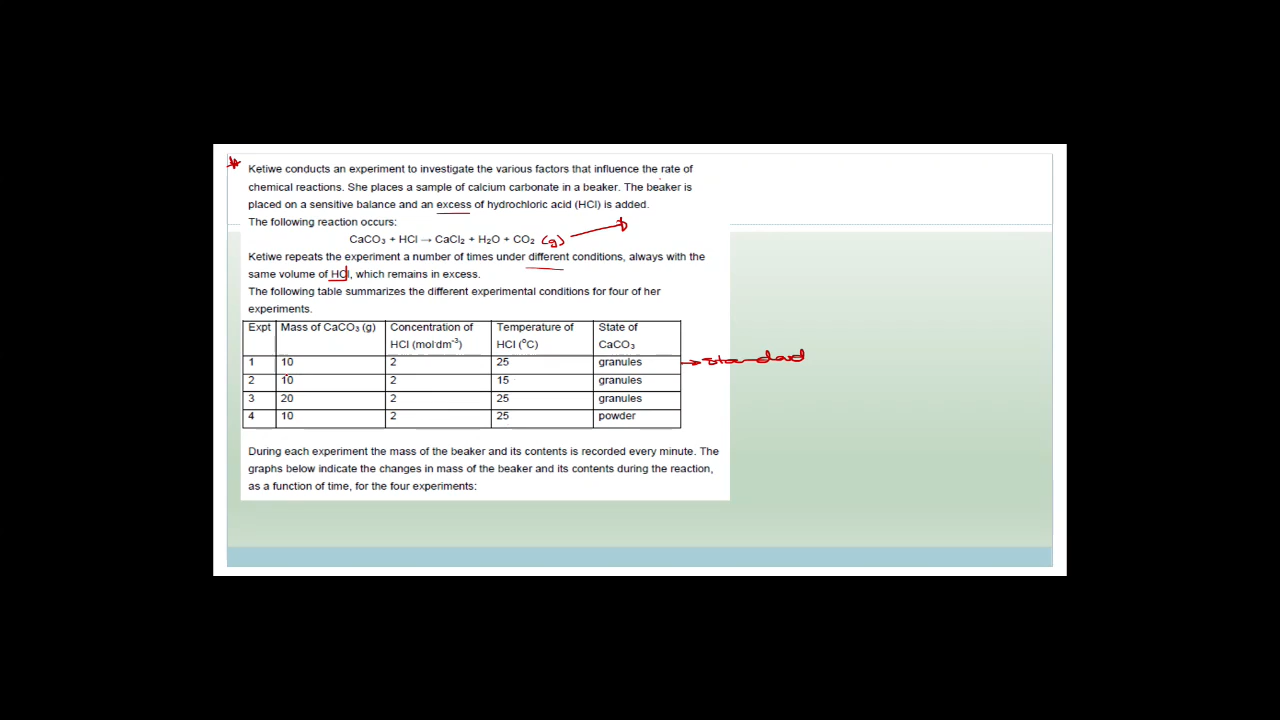 Ketiwe conducts an experiment to investigate the various factors that influence the rate of
chemical reactions. She places a sample of calcium carbonate in a beaker. The beaker is
placed on a sensitive balance and an excess of hydrochloric acid (HCl) is added.
The following reaction occurs:
CaCO₃ + HCl → CaCl₂ + H₂O + CO₂ (g)
Ketiwe repeats the experiment a number of times under different conditions, always with the
same volume of HCl, which remains in excess.
The following table summarizes the different experimental conditions for four of her
experiments.
Expt Mass of CaCO₃ (g) Concentration of HCl (mol·dm⁻³) Temperature of HCl (°C) State of CaCO₃
1 10 2 25 granules → standard
2 10 2 15 granules
3 20 2 25 granules
4 10 2 25 powder
During each experiment the mass of the beaker and its contents is recorded every minute. The
graphs below indicate the changes in mass of the beaker and its contents during the reaction,
as a function of time, for the four experiments: